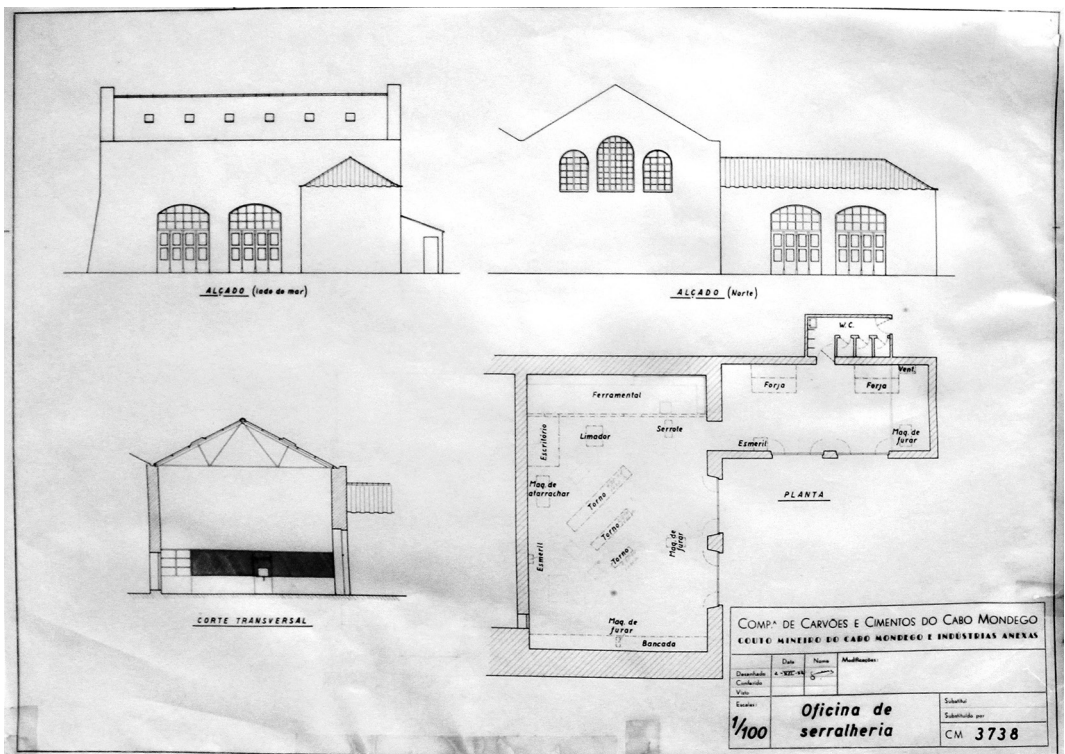 ALÇADO (lado do mar)
ALÇADO (Norte)
CORTE TRANSVERSAL
W.C.
Forja
Forja
Vent.
Esmeril
Maq. de
furar
PLANTA
Ferramental
Escritório
Limador
Serrote
Maq. de
atarrachar
Torno
Torno
Torno
Maq. de
furar
Esmeril
Maq. de
furar
Bancada
COMP.ᴬ DE CARVÕES E CIMENTOS DO CABO MONDEGO
COUTO MINEIRO DO CABO MONDEGO E INDÚSTRIAS ANEXAS
Data Nome Modificações:
Desenhado
Conferido
Visto
Escalas:
1/100
Oficina de
serralheria
Substitui
Substituido por
CM 3738